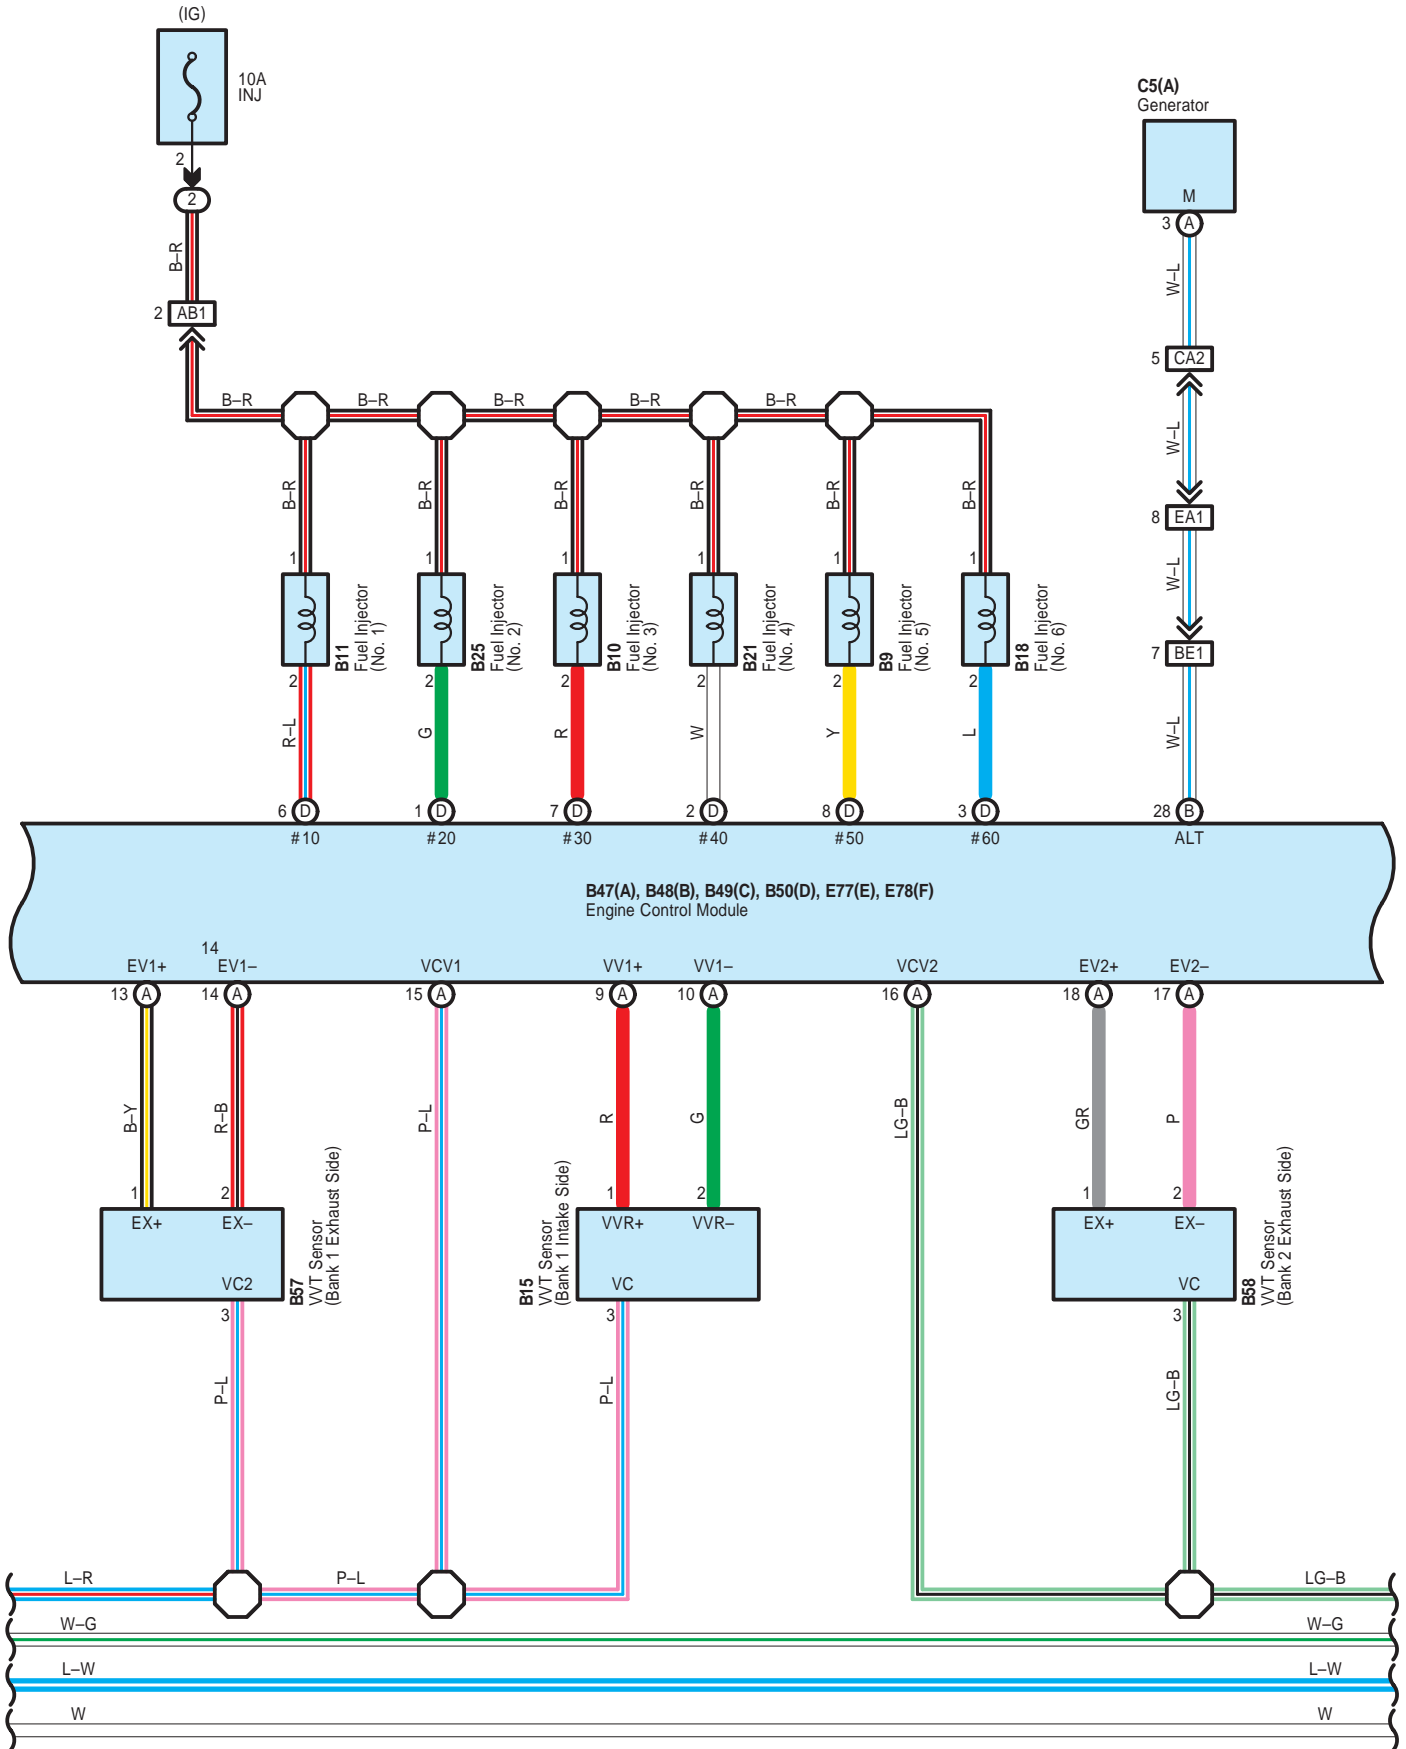 (IG)
10A
INJ
2
2
B–R
2 AB1
C5(A)
Generator
M
3 A
W–L
5 CA2
W–L
8 EA1
W–L
7 BE1
W–L
B–R B–R B–R B–R B–R
B–R B–R B–R B–R B–R B–R
1 1 1 1 1 1
B11
Fuel Injector
(No. 1)
B25
Fuel Injector
(No. 2)
B10
Fuel Injector
(No. 3)
B21
Fuel Injector
(No. 4)
B9
Fuel Injector
(No. 5)
B18
Fuel Injector
(No. 6)
2 2 2 2 2 2
R–L G R W Y L
6 D 1 D 7 D 2 D 8 D 3 D 28 B
#10 #20 #30 #40 #50 #60 ALT
B47(A), B48(B), B49(C), B50(D), E77(E), E78(F)
Engine Control Module
14
EV1+ EV1– VCV1 VV1+ VV1– VCV2 EV2+ EV2–
13 A 14 A 15 A 9 A 10 A 16 A 18 A 17 A
B–Y R–B P–L R G LG–B GR P
1 2 1 2 1 2
EX+ EX– VVR+ VVR– EX+ EX–
VC2 VC VC
B57
VVT Sensor
(Bank 1 Exhaust Side)
B15
VVT Sensor
(Bank 1 Intake Side)
B58
VVT Sensor
(Bank 2 Exhaust Side)
3 3 3
P–L P–L LG–B
L–R P–L LG–B
W–G W–G
L–W L–W
W W